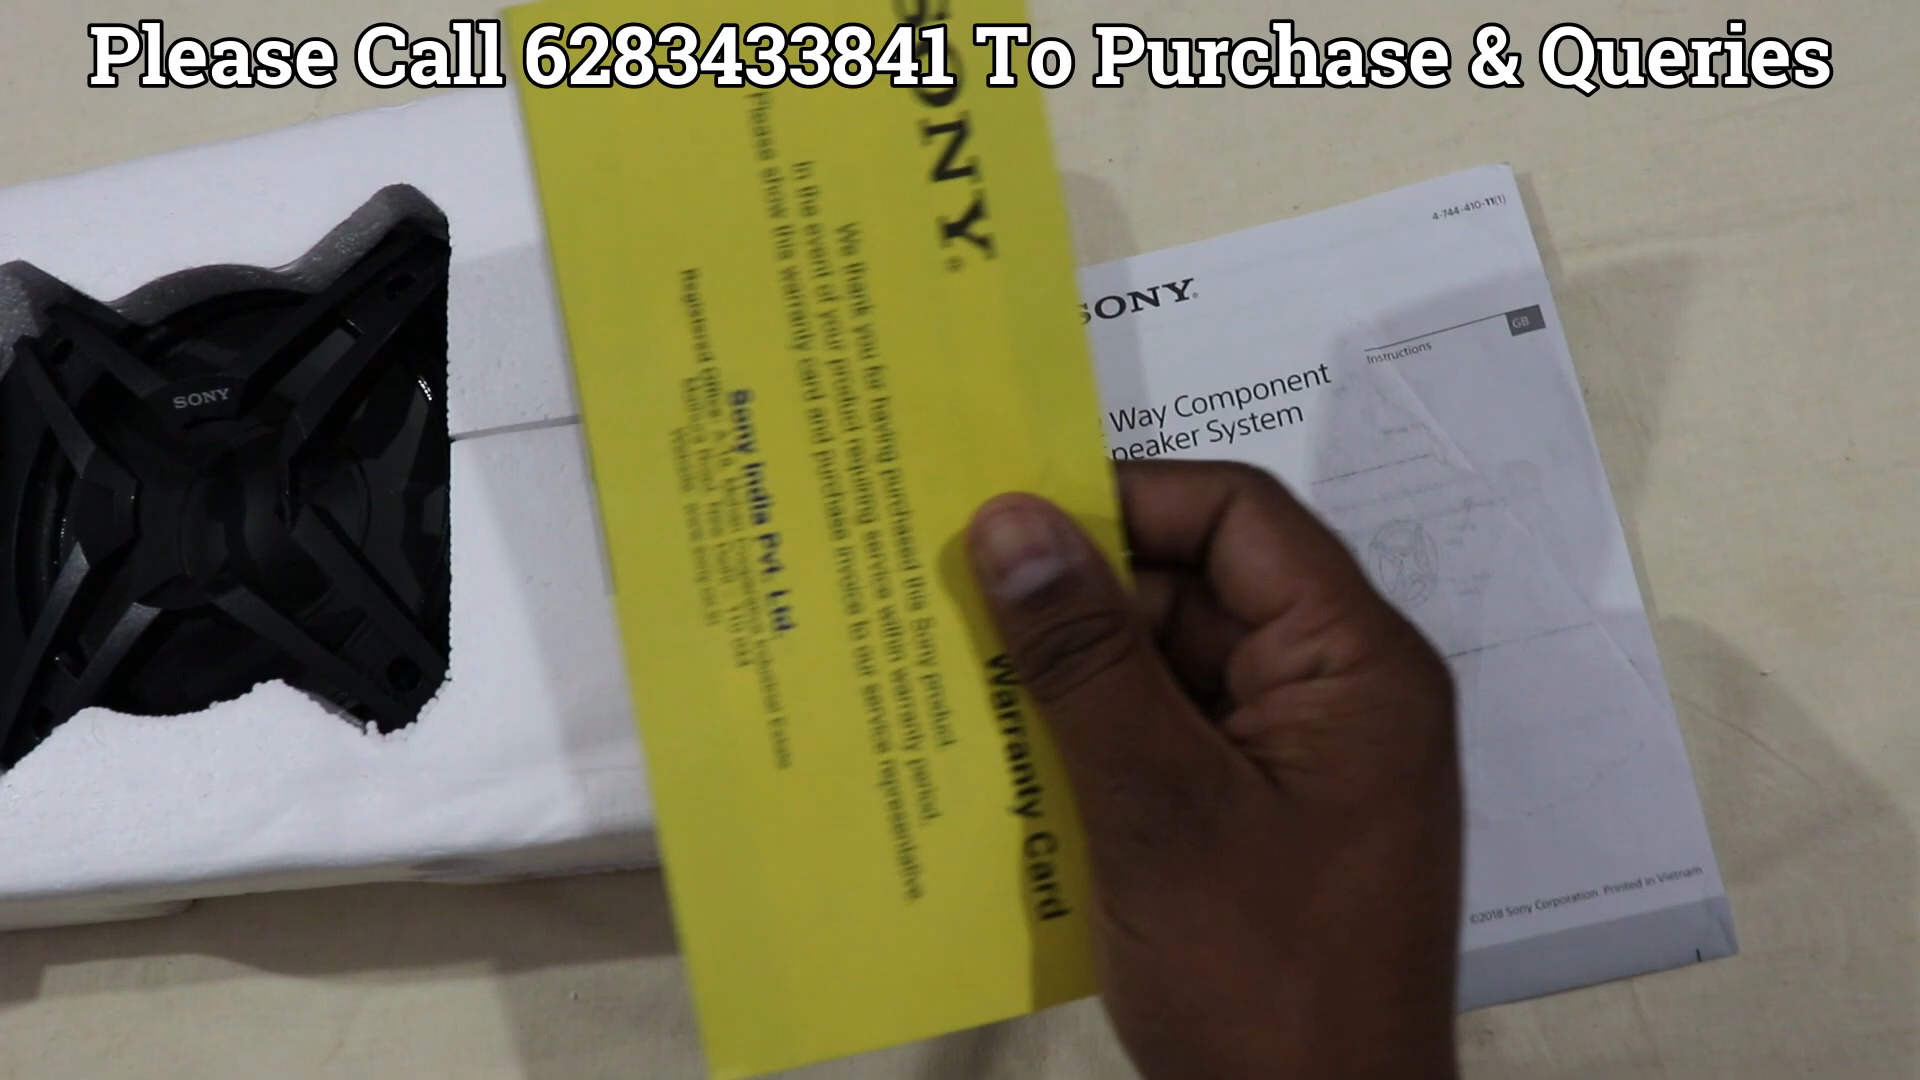 Please Call 6283433841 To Purchase & Queries
SONY
Warranty Card
We thank you for having purchased this Sony product.
In the event of your product requiring service within warranty period,
Please show this warranty card and purchase invoice to our service representative.
Sony India Pvt. Ltd.
SONY
4-744-410-11(1)
SONY
GB
Instructions
Way Component
Speaker System
©2018 Sony Corporation Printed in Vietnam